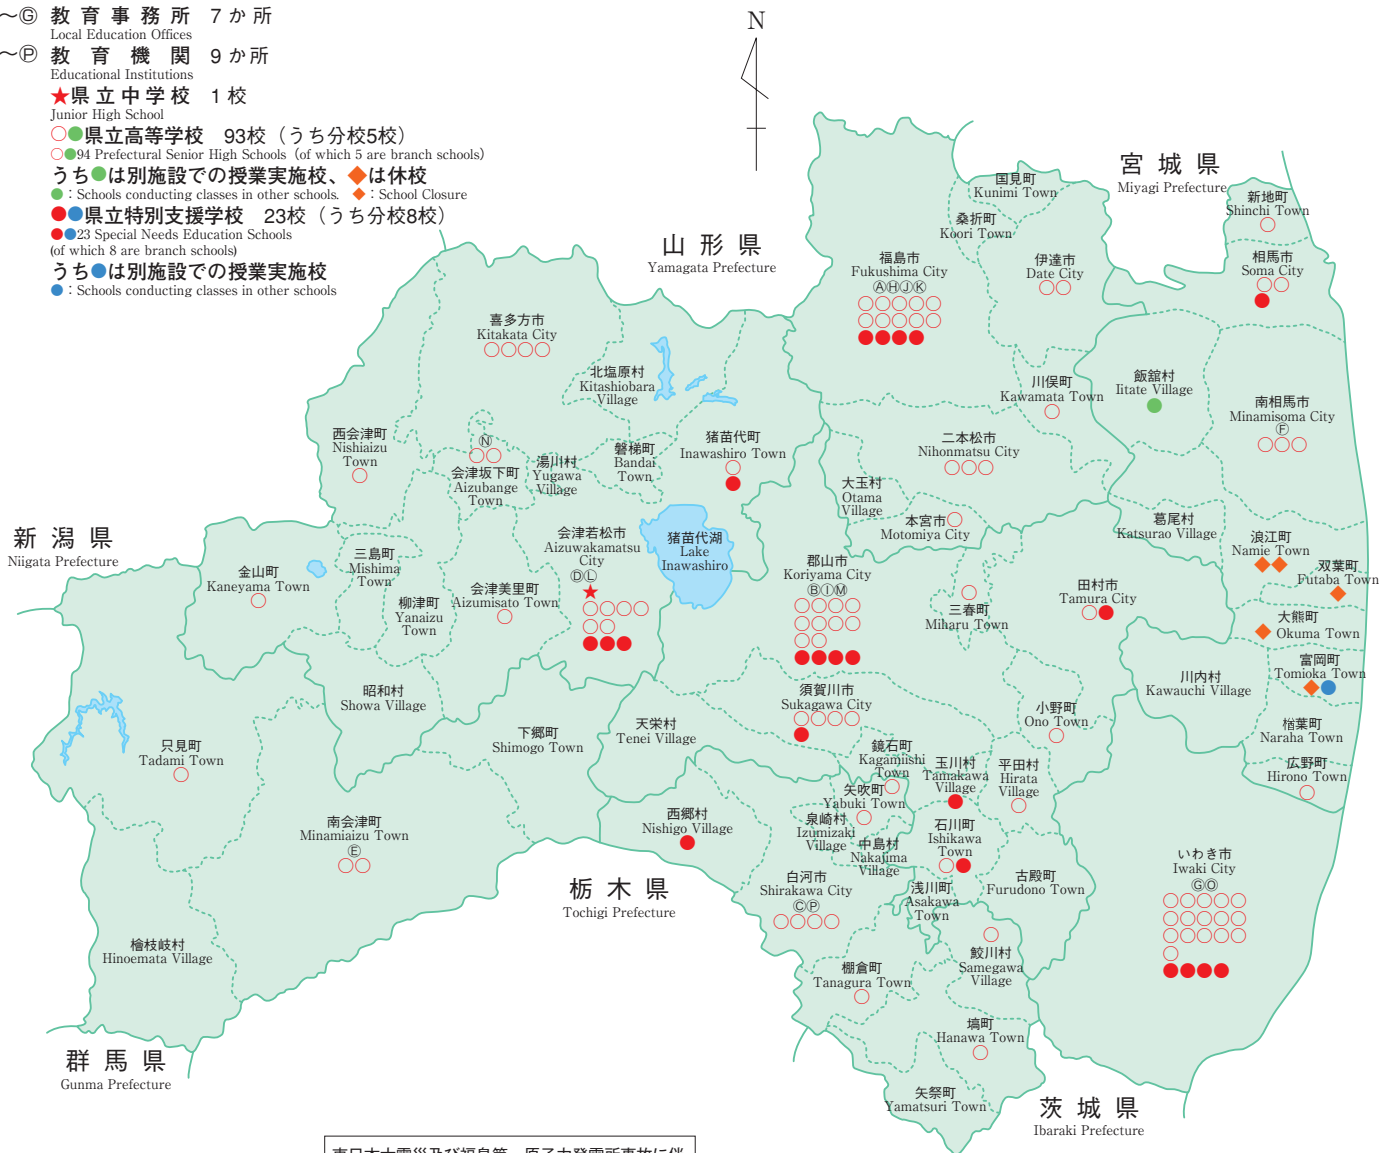 ～Ⓖ 教育事務所 7か所
Local Education Offices
～Ⓟ 教育機関 9か所
Educational Institutions
★県立中学校 1校
Junior High School
○●県立高等学校 93校（うち分校5校）
○●94 Prefectural Senior High Schools (of which 5 are branch schools)
うち●は別施設での授業実施校、◆は休校
●：Schools conducting classes in other schools. ◆：School Closure
●●県立特別支援学校 23校（うち分校8校）
●●23 Special Needs Education Schools
(of which 8 are branch schools)
うち●は別施設での授業実施校
●：Schools conducting classes in other schools
N
宮城県
Miyagi Prefecture
山形県
Yamagata Prefecture
新潟県
Niigata Prefecture
群馬県
Gunma Prefecture
栃木県
Tochigi Prefecture
茨城県
Ibaraki Prefecture
国見町
Kunimi Town
桑折町
Koori Town
新地町
Shinchi Town
福島市
Fukushima City
ⒶⒽⒿⓀ
伊達市
Date City
相馬市
Soma City
喜多方市
Kitakata City
北塩原村
Kitashiobara
Village
川俣町
Kawamata Town
飯舘村
Iitate Village
南相馬市
Minamisoma City
Ⓕ
西会津町
Nishiaizu
Town
Ⓝ
会津坂下町
Aizubange
Town
湯川村
Yugawa
Village
磐梯町
Bandai
Town
猪苗代町
Inawashiro Town
二本松市
Nihonmatsu City
大玉村
Otama
Village
本宮市
Motomiya City
葛尾村
Katsurao Village
浪江町
Namie Town
双葉町
Futaba Town
金山町
Kaneyama Town
三島町
Mishima
Town
柳津町
Yanaizu
Town
会津美里町
Aizumisato Town
会津若松市
Aizuwakamatsu
City
ⒹⓁ
★
猪苗代湖
Lake
Inawashiro
郡山市
Koriyama City
ⒷⒾⓂ
三春町
Miharu Town
田村市
Tamura City
大熊町
Okuma Town
富岡町
Tomioka Town
川内村
Kawauchi Village
楢葉町
Naraha Town
広野町
Hirono Town
昭和村
Showa Village
下郷町
Shimogo Town
天栄村
Tenei Village
須賀川市
Sukagawa City
小野町
Ono Town
只見町
Tadami Town
鏡石町
Kagamiishi
Town
玉川村
Tamakawa
Village
平田村
Hirata
Village
矢吹町
Yabuki Town
南会津町
Minamiaizu Town
Ⓔ
西郷村
Nishigo Village
泉崎村
Izumizaki
Village
中島村
Nakajima
Village
石川町
Ishikawa
Town
古殿町
Furudono Town
いわき市
Iwaki City
ⒼⓄ
白河市
Shirakawa City
ⒸⓅ
浅川町
Asakawa
Town
檜枝岐村
Hinoemata Village
棚倉町
Tanagura Town
鮫川村
Samegawa
Village
塙町
Hanawa Town
矢祭町
Yamatsuri Town